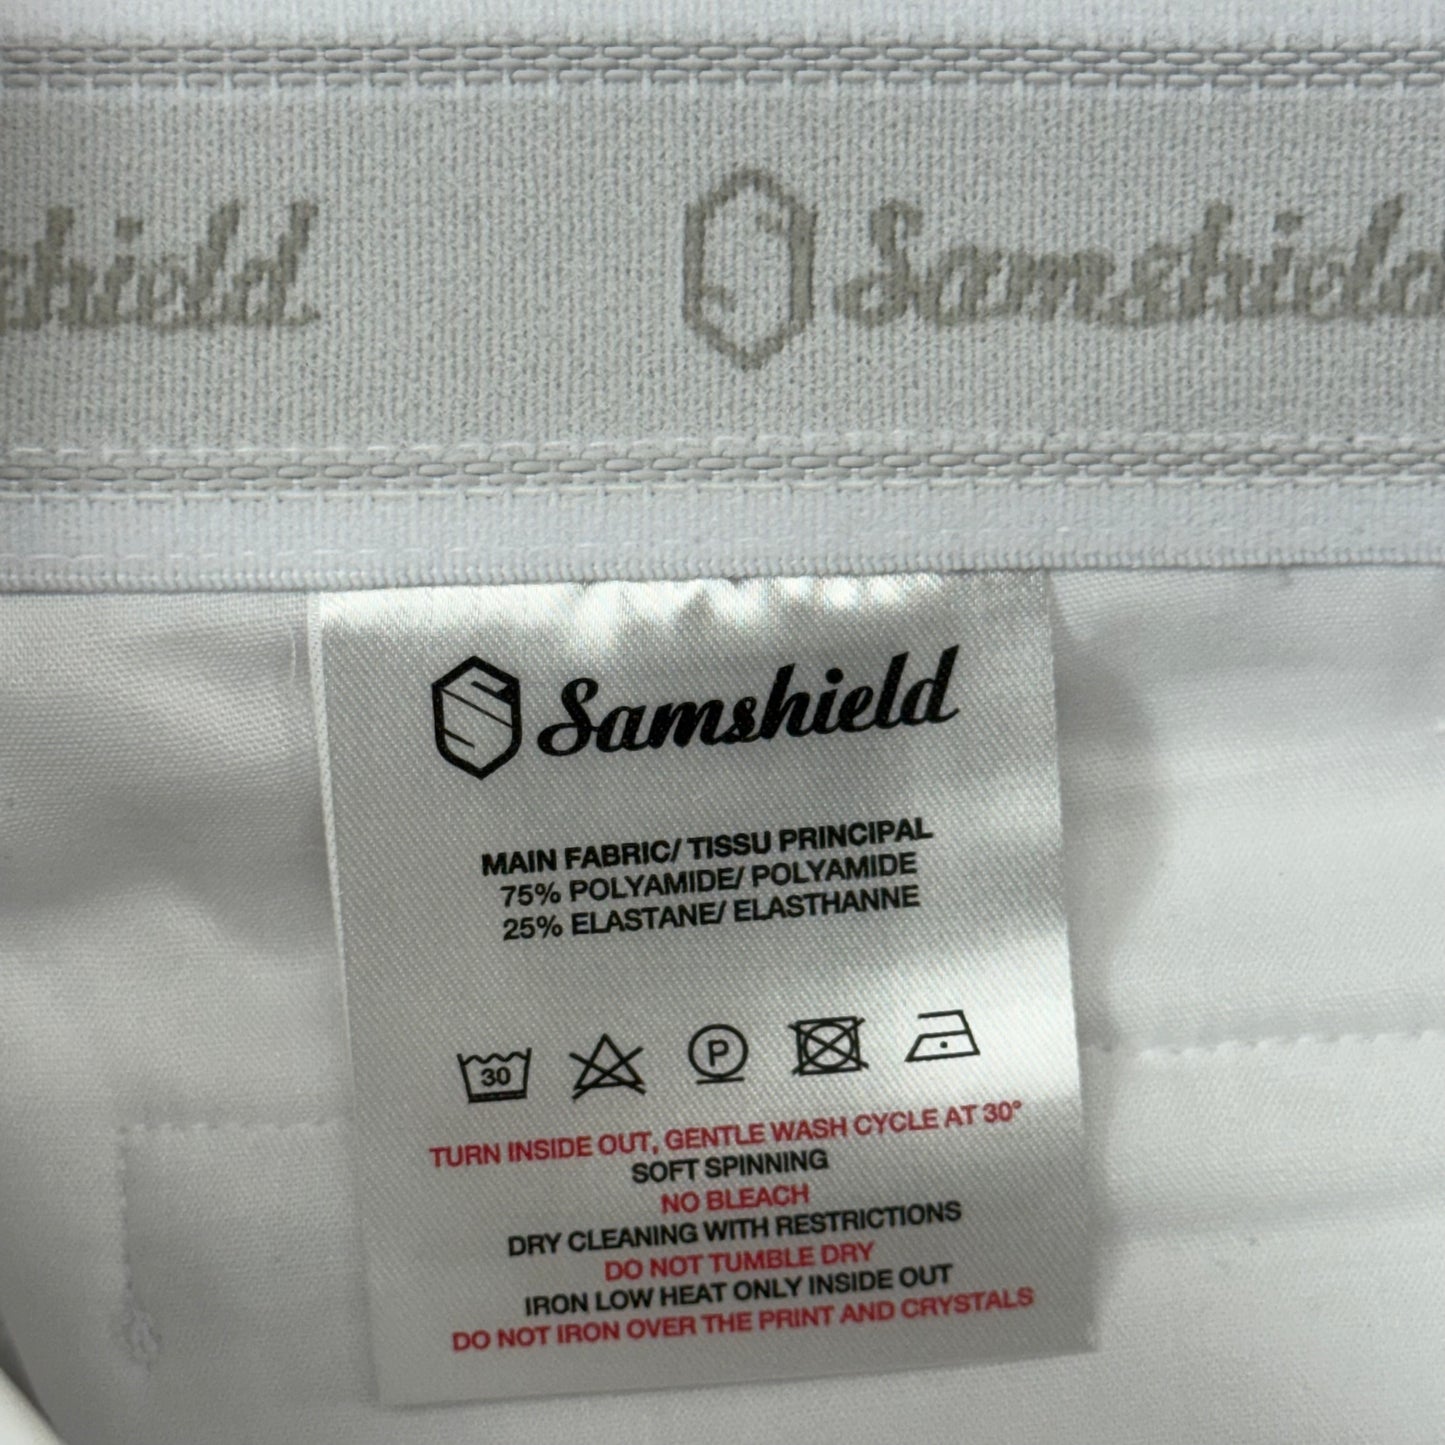 shield Samshield
Samshield
MAIN FABRIC/ TISSU PRINCIPAL
75% POLYAMIDE/ POLYAMIDE
25% ELASTANE/ ELASTHANNE
30 P
TURN INSIDE OUT, GENTLE WASH CYCLE AT 30°
SOFT SPINNING
NO BLEACH
DRY CLEANING WITH RESTRICTIONS
DO NOT TUMBLE DRY
IRON LOW HEAT ONLY INSIDE OUT
DO NOT IRON OVER THE PRINT AND CRYSTALS